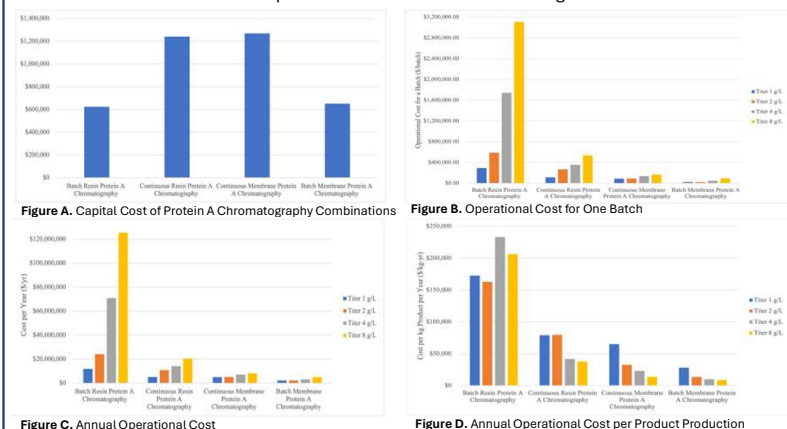 $1,400,000
$1,200,000
$1,000,000
$800,000
$600,000
$400,000
$200,000
$0
Batch Resin Protein A Chromatography
Continuous Resin Protein A Chromatography
Continuous Membrane Protein A Chromatography
Batch Membrane Protein A Chromatography
Figure A. Capital Cost of Protein A Chromatography Combinations
Operational Cost for a Batch ($/batch)
$3,200,000.00
$2,800,000.00
$2,400,000.00
$2,000,000.00
$1,600,000.00
$1,200,000.00
$800,000.00
$400,000.00
$0.00
Batch Resin Protein A Chromatography
Continuous Resin Protein A Chromatography
Continuous Membrane Protein A Chromatography
Batch Membrane Protein A Chromatography
Titer 1 g/L
Titer 2 g/L
Titer 4 g/L
Titer 8 g/L
Figure B. Operational Cost for One Batch
Cost per Year ($/yr)
$120,000,000
$100,000,000
$80,000,000
$60,000,000
$40,000,000
$20,000,000
$0
Batch Resin Protein A Chromatography
Continuous Resin Protein A Chromatography
Continuous Membrane Protein A Chromatography
Batch Membrane Protein A Chromatography
Titer 1 g/L
Titer 2 g/L
Titer 4 g/L
Titer 8 g/L
Figure C. Annual Operational Cost
Cost per kg Product per Year ($/kg-yr)
$250,000
$200,000
$150,000
$100,000
$50,000
$0
Batch Resin Protein A Chromatography
Continuous Resin Protein A Chromatography
Continuous Membrane Protein A Chromatography
Batch Membrane Protein A Chromatography
Titer 1 g/L
Titer 2 g/L
Titer 4 g/L
Titer 8 g/L
Figure D. Annual Operational Cost per Product Production